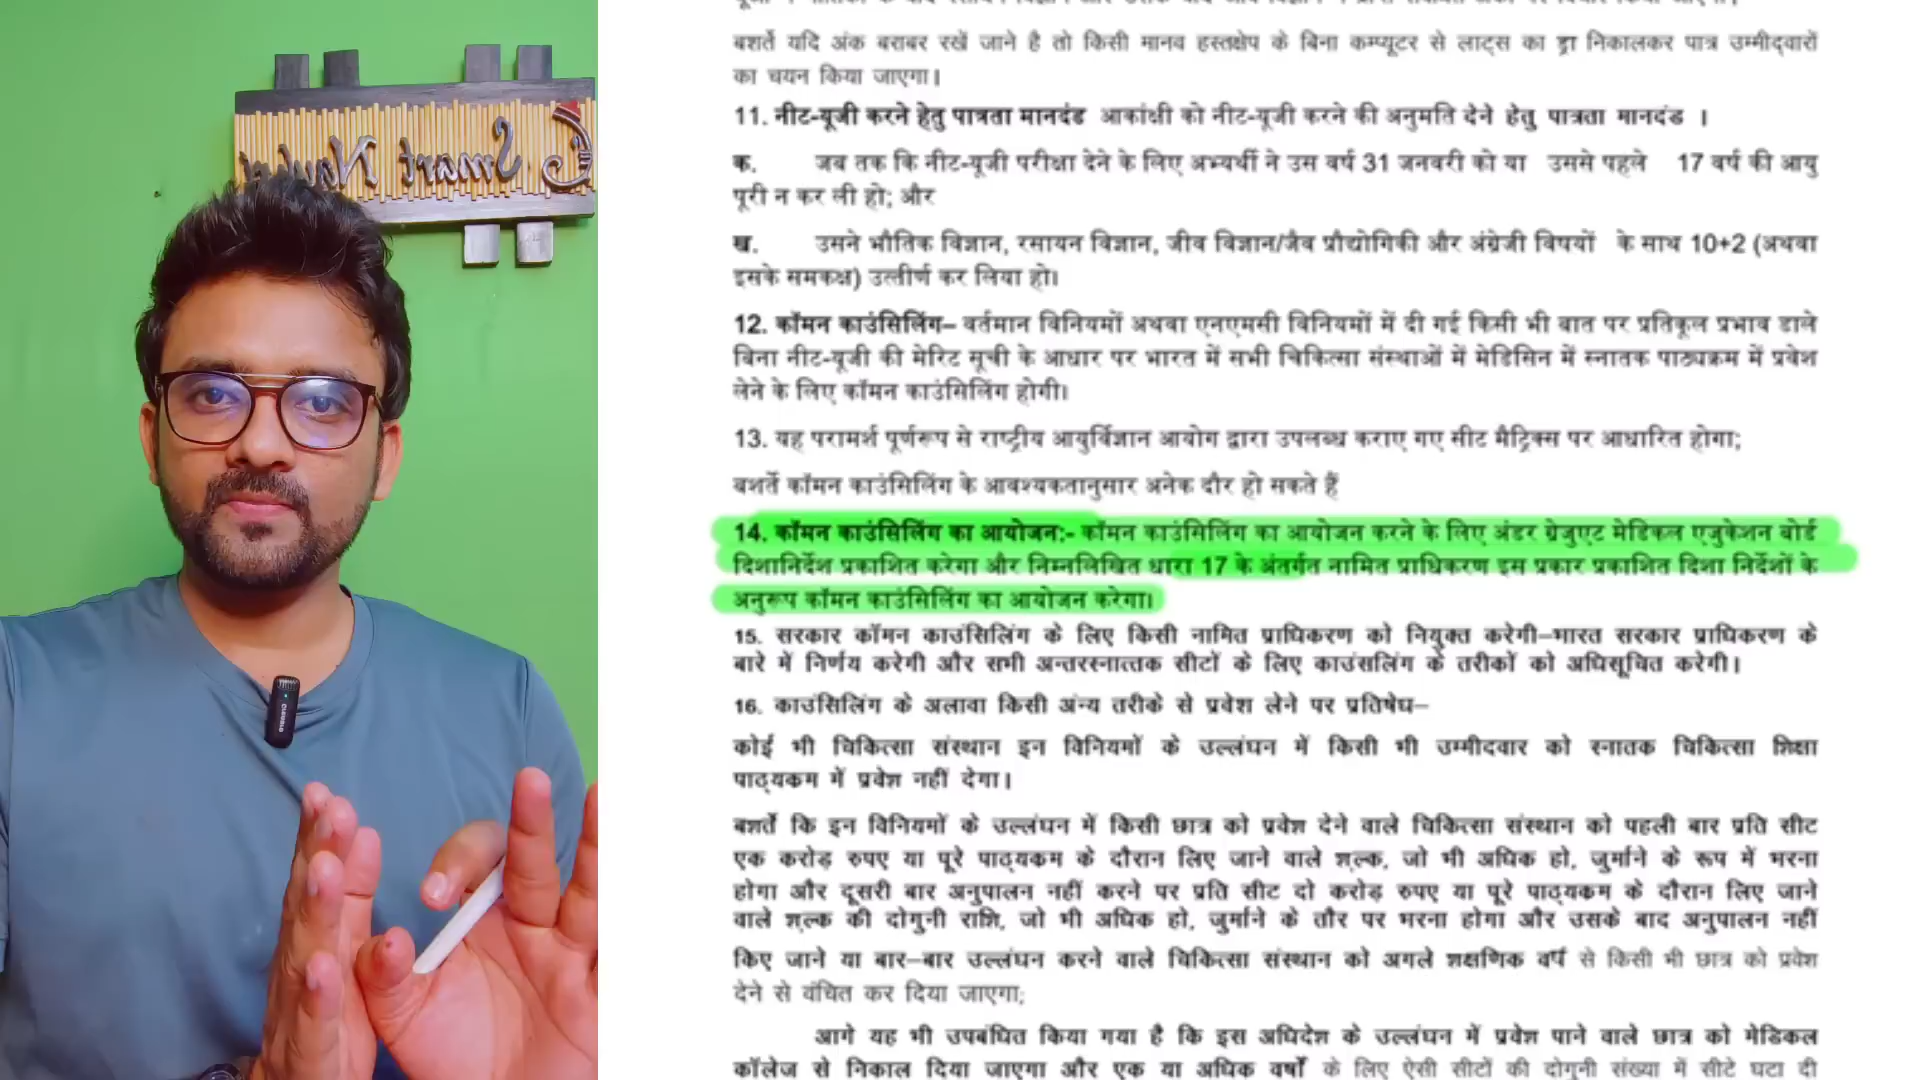 Smart Naukri
बशर्ते यदि अंक बराबर रखें जाने है तो किसी मानव हस्तक्षेप के बिना कम्प्यूटर से लाट्स का ड्रा निकालकर पात्र उम्मीद्वारों
का चयन किया जाएगा।
11. नीट-यूजी करने हेतु पात्रता मानदंड आकांक्षी को नीट-यूजी करने की अनुमति देने हेतु पात्रता मानदंड ।
क. जब तक कि नीट-यूजी परीक्षा देने के लिए अभ्यर्थी ने उस वर्ष 31 जनवरी को या उससे पहले 17 वर्ष की आयु
पूरी न कर ली हो; और
ख. उसने भौतिक विज्ञान, रसायन विज्ञान, जीव विज्ञान/जैव प्रौद्योगिकी और अंग्रेजी विषयों के साथ 10+2 (अथवा
इसके समकक्ष) उत्तीर्ण कर लिया हो।
12. कॉमन काउंसिलिंग– वर्तमान विनियमों अथवा एनएमसी विनियमों में दी गई किसी भी बात पर प्रतिकूल प्रभाव डाले
बिना नीट-यूजी की मेरिट सूची के आधार पर भारत में सभी चिकित्सा संस्थाओं में मेडिसिन में स्नातक पाठ्यक्रम में प्रवेश
लेने के लिए कॉमन काउंसिलिंग होगी।
13. यह परामर्श पूर्णरूप से राष्ट्रीय आयुर्विज्ञान आयोग द्वारा उपलब्ध कराए गए सीट मैट्रिक्स पर आधारित होगा;
बशर्ते कॉमन काउंसिलिंग के आवश्यकतानुसार अनेक दौर हो सकते हैं
14. कॉमन काउंसिलिंग का आयोजन:- कॉमन काउंसिलिंग का आयोजन करने के लिए अंडर ग्रेजुएट मेडिकल एजुकेशन बोर्ड
दिशानिर्देश प्रकाशित करेगा और निम्नलिखित धारा 17 के अंतर्गत नामित प्राधिकरण इस प्रकार प्रकाशित दिशा निर्देशों के
अनुरूप कॉमन काउंसिलिंग का आयोजन करेगा।
15. सरकार कॉमन काउंसिलिंग के लिए किसी नामित प्राधिकरण को नियुक्त करेगी–भारत सरकार प्राधिकरण के
बारे में निर्णय करेगी और सभी अन्तरस्नात्तक सीटों के लिए काउंसलिंग के तरीकों को अधिसूचित करेगी।
16. काउंसिलिंग के अलावा किसी अंन्य तरीके से प्रवेश लेने पर प्रतिषेध–
कोई भी चिकित्सा संस्थान इन विनियमों के उल्लंघन में किसी भी उम्मीदवार को स्नातक चिकित्सा शिक्षा
पाठ्यकम में प्रवेश नहीं देगा।
बशर्ते कि इन विनियमों के उल्लंघन में किसी छात्र को प्रवेश देने वाले चिकित्सा संस्थान को पहली बार प्रति सीट
एक करोड़ रुपए या पूरे पाठ्यकम के दौरान लिए जाने वाले शल्क, जो भी अधिक हो, जुर्माने के रूप में भरना
होगा और दूसरी बार अनुपालन नहीं करने पर प्रति सीट दो करोड़ रुपए या पूरे पाठ्यकम के दौरान लिए जाने
वाले शल्क की दोगुनी राशि, जो भी अधिक हो, जुर्माने के तौर पर भरना होगा और उसके बाद अनुपालन नहीं
किए जाने या बार–बार उल्लंघन करने वाले चिकित्सा संस्थान को अगले शक्षणिक वर्ष से किसी भी छात्र को प्रवेश
देने से वंचित कर दिया जाएगा;
आगे यह भी उपबंधित किया गया है कि इस अधिदेश के उल्लंघन में प्रवेश पाने वाले छात्र को मेडिकल
कॉलेज से निकाल दिया जाएगा और एक या अधिक वर्षों के लिए ऐसी सीटों की दोगुनी संख्या में सीटे घटा दी